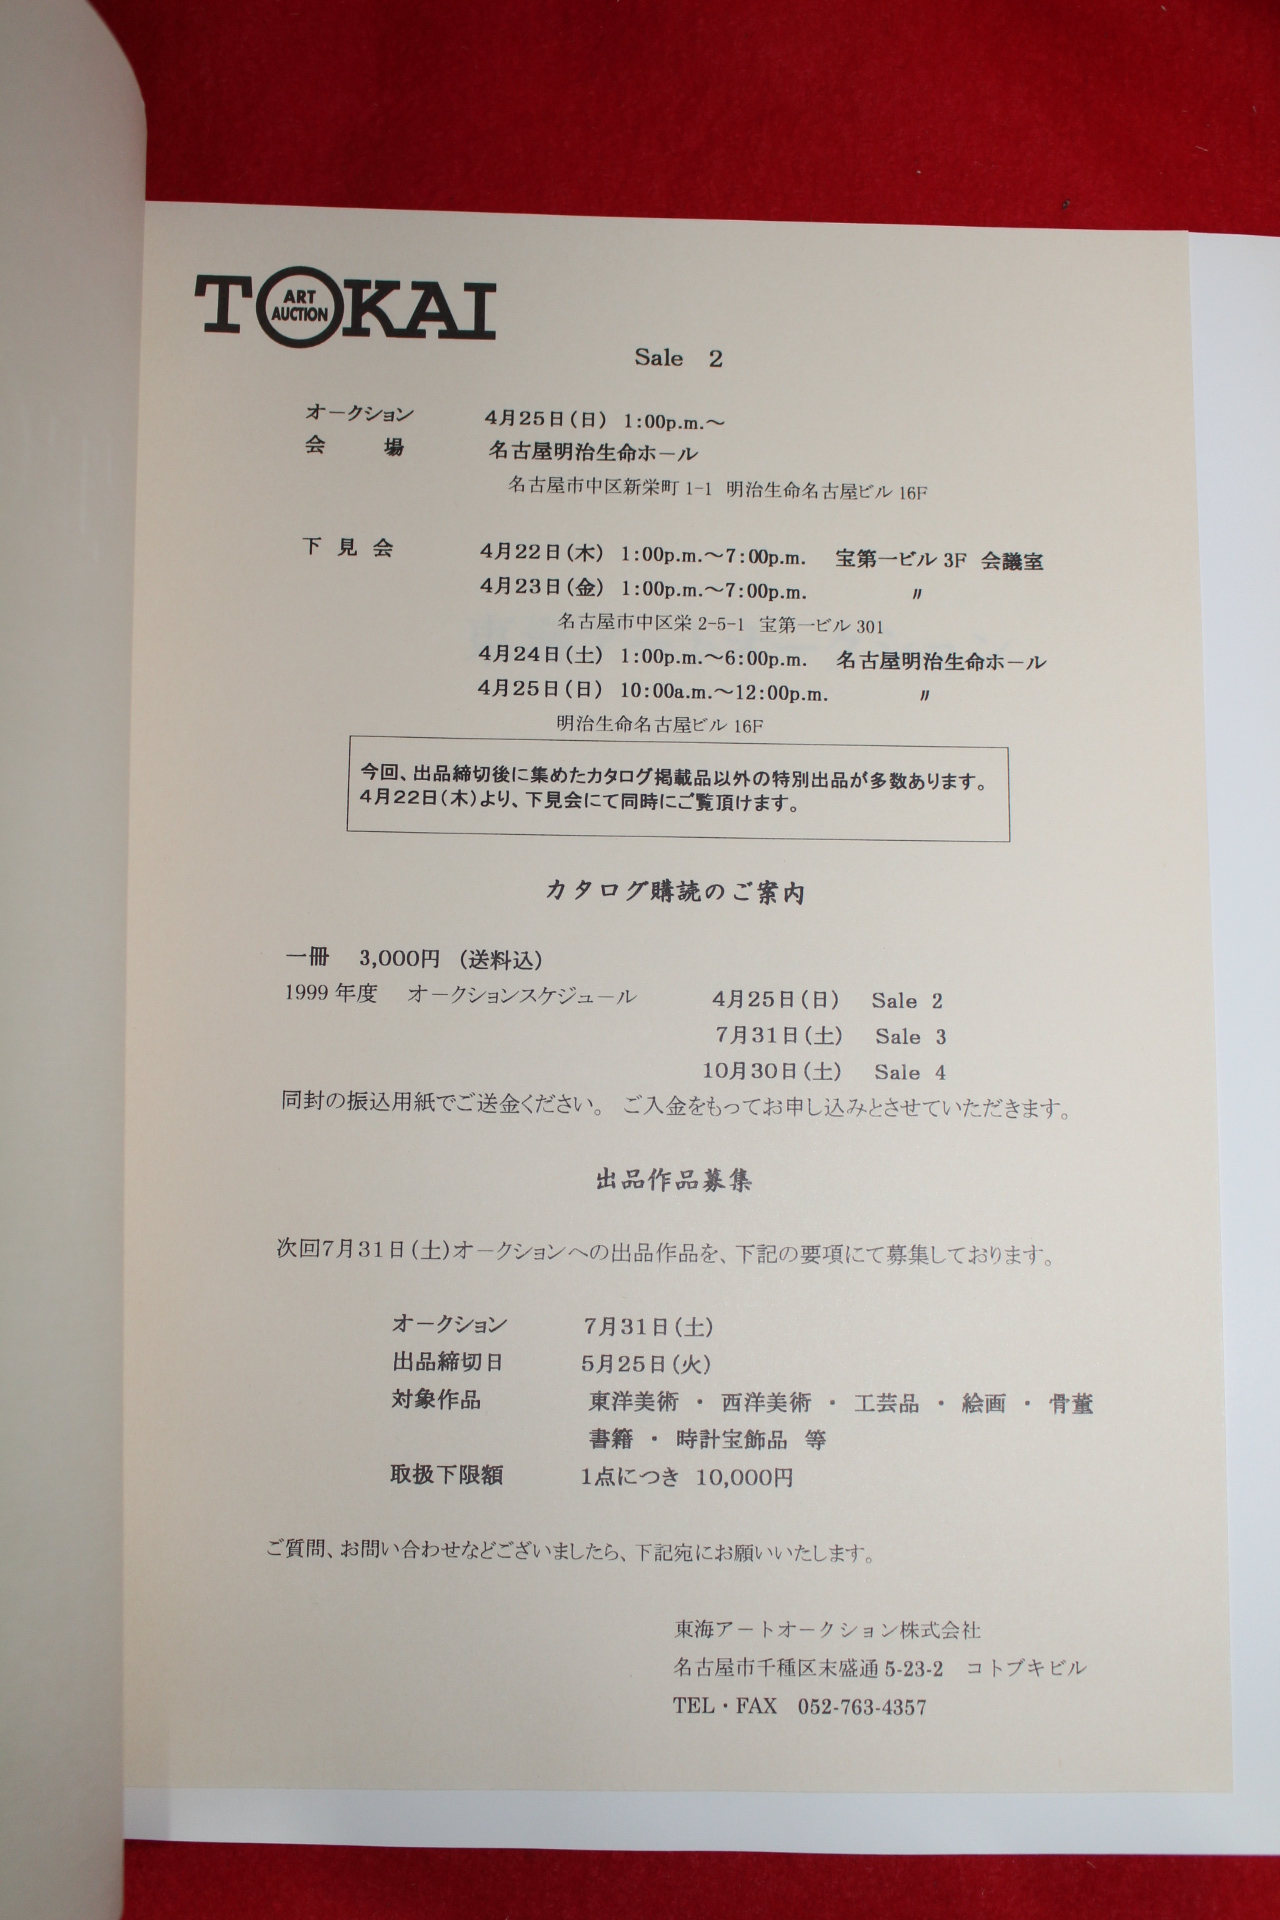 TOKAI
ART
AUCTION
Sale 2
オークション 4月25日(日) 1:00p.m.～
会 場 名古屋明治生命ホール
名古屋市中区新栄町 1-1 明治生命名古屋ビル 16F
下 見 会 4月22日(木) 1:00p.m.～7:00p.m. 宝第一ビル 3F 会議室
4月23日(金) 1:00p.m.～7:00p.m. 〃
名古屋市中区栄 2-5-1 宝第一ビル 301
4月24日(土) 1:00p.m.～6:00p.m. 名古屋明治生命ホール
4月25日(日) 10:00a.m.～12:00p.m. 〃
明治生命名古屋ビル 16F
今回、出品締切後に集めたカタログ掲載品以外の特別出品が多数あります。
4月22日(木)より、下見会にて同時にご覧頂けます。
カタログ購読のご案内
一冊 3,000円 (送料込)
1999 年度 オークションスケジュール 4月25日(日) Sale 2
7月31日(土) Sale 3
10月30日(土) Sale 4
同封の振込用紙でご送金ください。 ご入金をもってお申し込みとさせていただきます。
出品作品募集
次回7月31日(土)オークションへの出品作品を、下記の要項にて募集しております。
オークション 7月31日(土)
出品締切日 5月25日(火)
対象作品 東洋美術 ・ 西洋美術 ・ 工芸品 ・ 絵画 ・ 骨董
書籍 ・ 時計宝飾品 等
取扱下限額 1点につき 10,000円
ご質問、お問い合わせなどございましたら、下記宛にお願いいたします。
東海アートオークション株式会社
名古屋市千種区末盛通 5-23-2 コトブキビル
TEL・FAX 052-763-4357